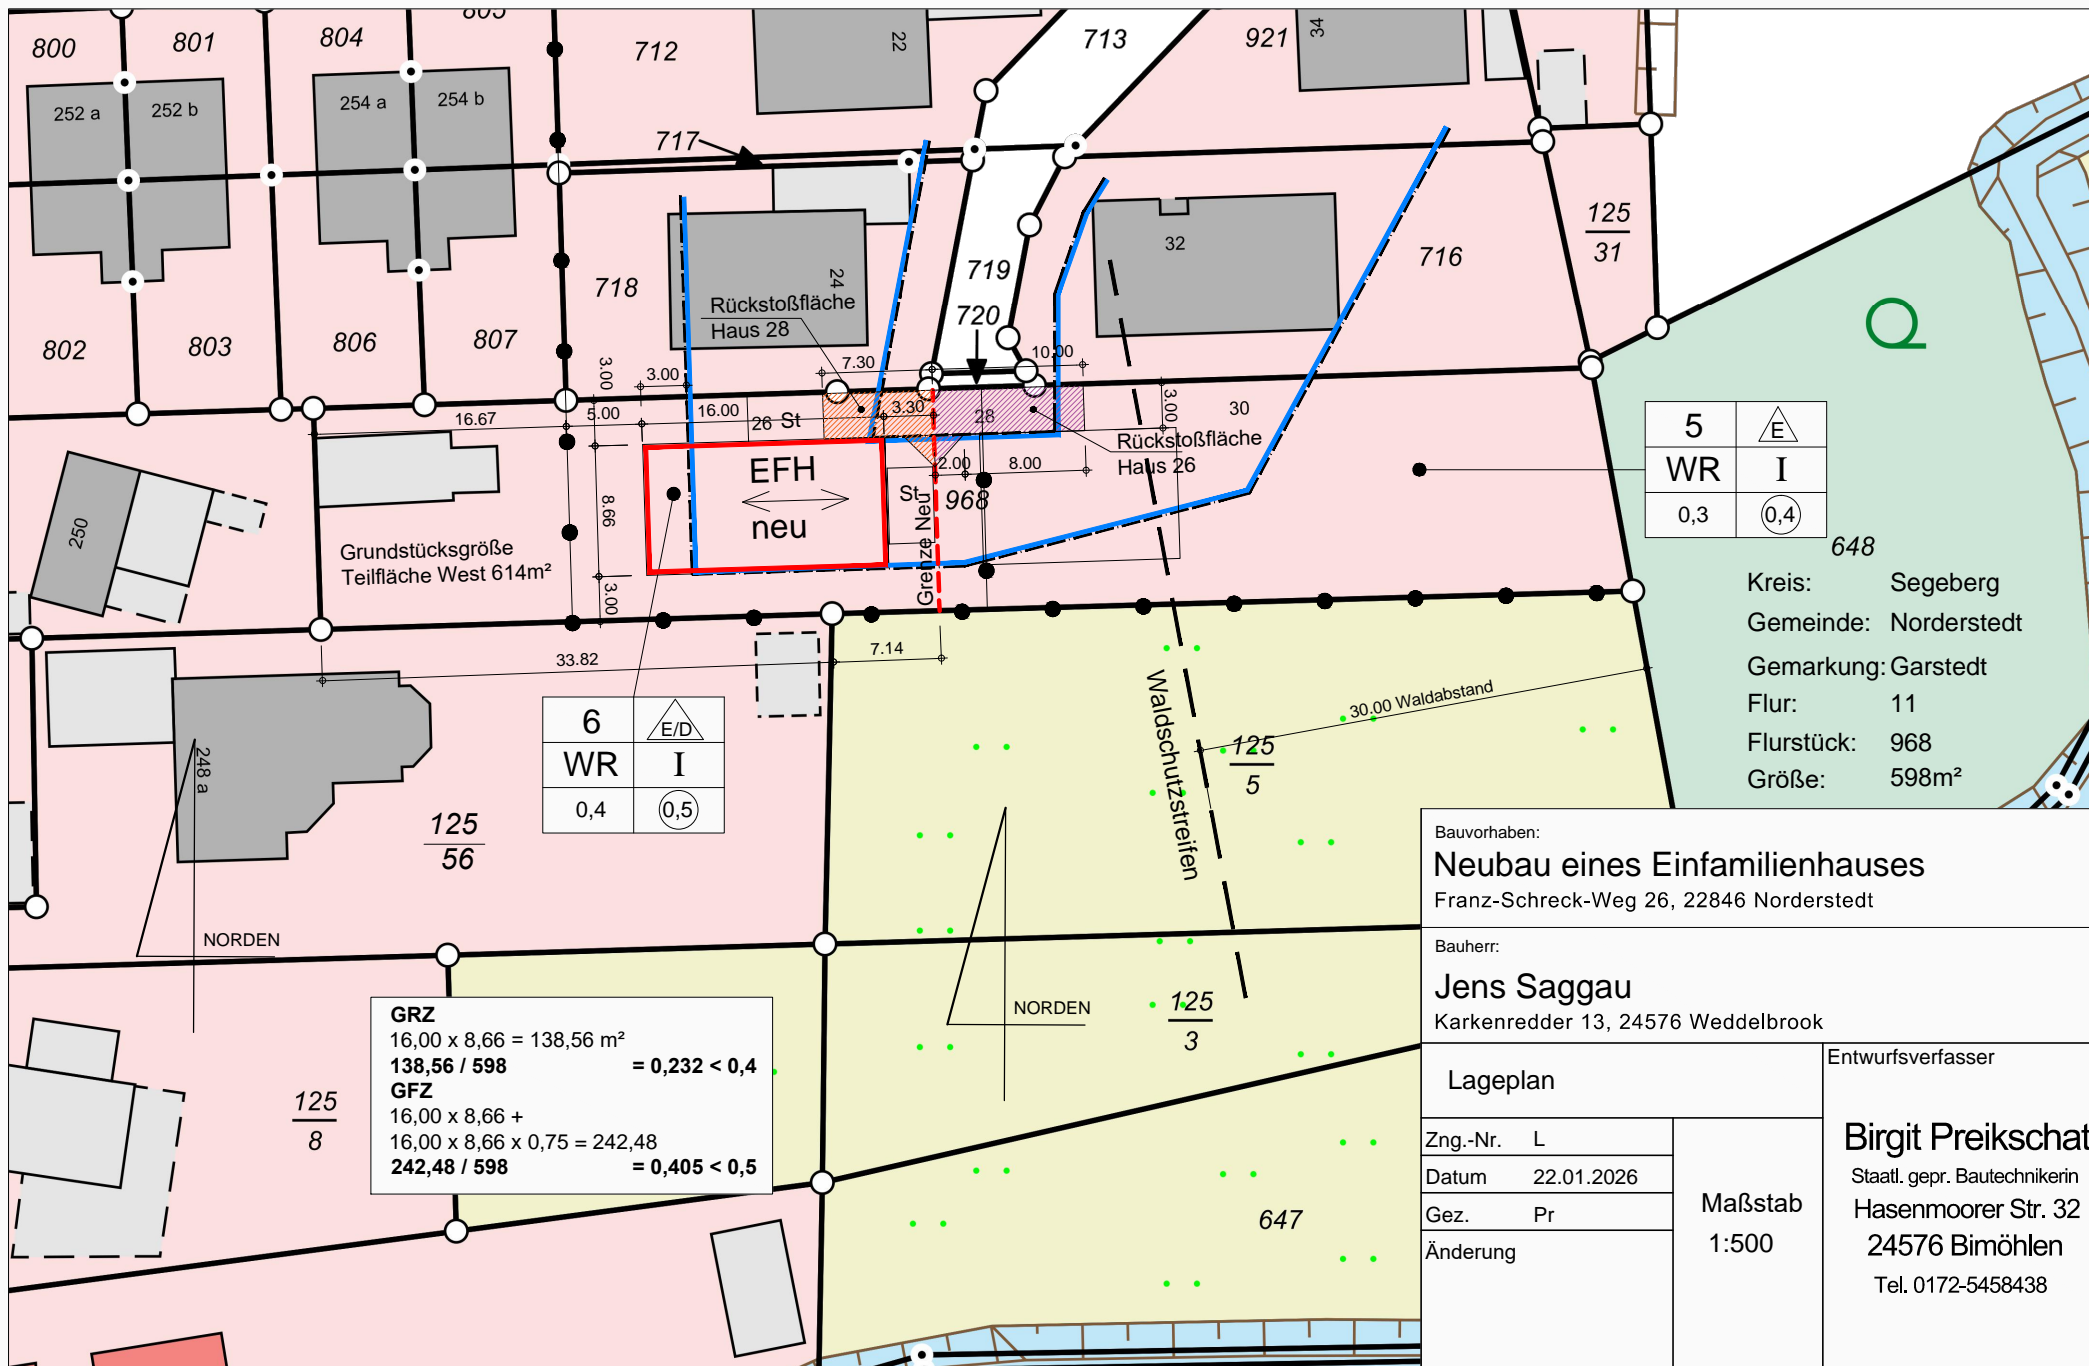 800
801
804
805
712
22
713
921
34
252 a
252 b
254 a
254 b
717
718
24
719
720
32
716
125
31
802
803
806
807
Rückstoßfläche
Haus 28
7.30
10.00
3.00
3.00
16.67
5.00
16.00
26 St
3.30
28
3.00
30
Rückstoßfläche
Haus 26
2.00
8.00
EFH
neu
St
968
Grenze Neu
8.66
3.00
250
Grundstücksgröße
Teilfläche West 614m²
5
E
WR
I
0,3
0,4
648
Kreis: Segeberg
Gemeinde: Norderstedt
Gemarkung: Garstedt
Flur: 11
Flurstück: 968
Größe: 598m²
33.82
7.14
6
E/D
WR
I
0,4
0,5
248 a
Waldschutzstreifen
30.00 Waldabstand
125
5
125
56
NORDEN
NORDEN
125
3
125
8
647
GRZ
16,00 x 8,66 = 138,56 m²
138,56 / 598 = 0,232 < 0,4
GFZ
16,00 x 8,66 +
16,00 x 8,66 x 0,75 = 242,48
242,48 / 598 = 0,405 < 0,5
Bauvorhaben:
Neubau eines Einfamilienhauses
Franz-Schreck-Weg 26, 22846 Norderstedt
Bauherr:
Jens Saggau
Karkenredder 13, 24576 Weddelbrook
Lageplan
Zng.-Nr. L
Datum 22.01.2026
Gez. Pr
Änderung
Maßstab
1:500
Entwurfsverfasser
Birgit Preikschat
Staatl. gepr. Bautechnikerin
Hasenmoorer Str. 32
24576 Bimöhlen
Tel. 0172-5458438